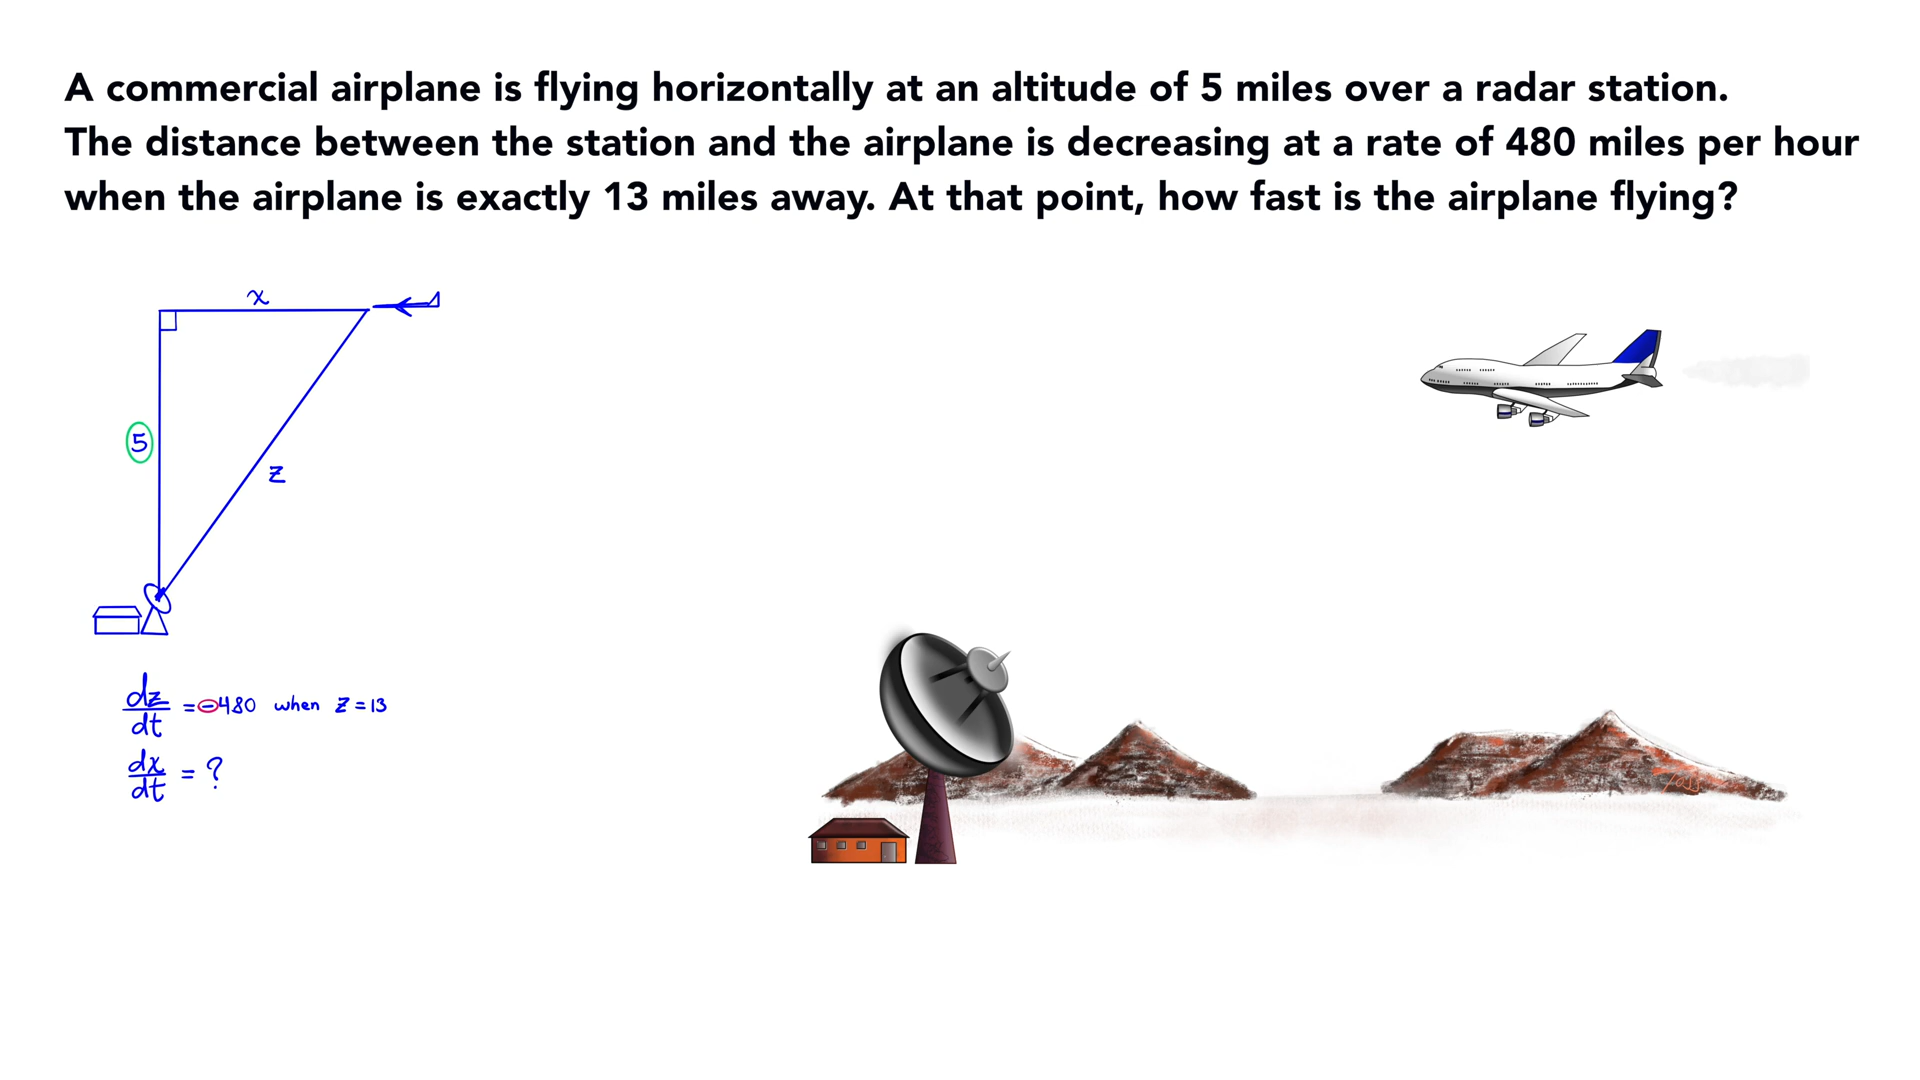 A commercial airplane is flying horizontally at an altitude of 5 miles over a radar station.
The distance between the station and the airplane is decreasing at a rate of 480 miles per hour
when the airplane is exactly 13 miles away. At that point, how fast is the airplane flying?
x
5
z
dz/dt = -480 when z = 13
dx/dt = ?